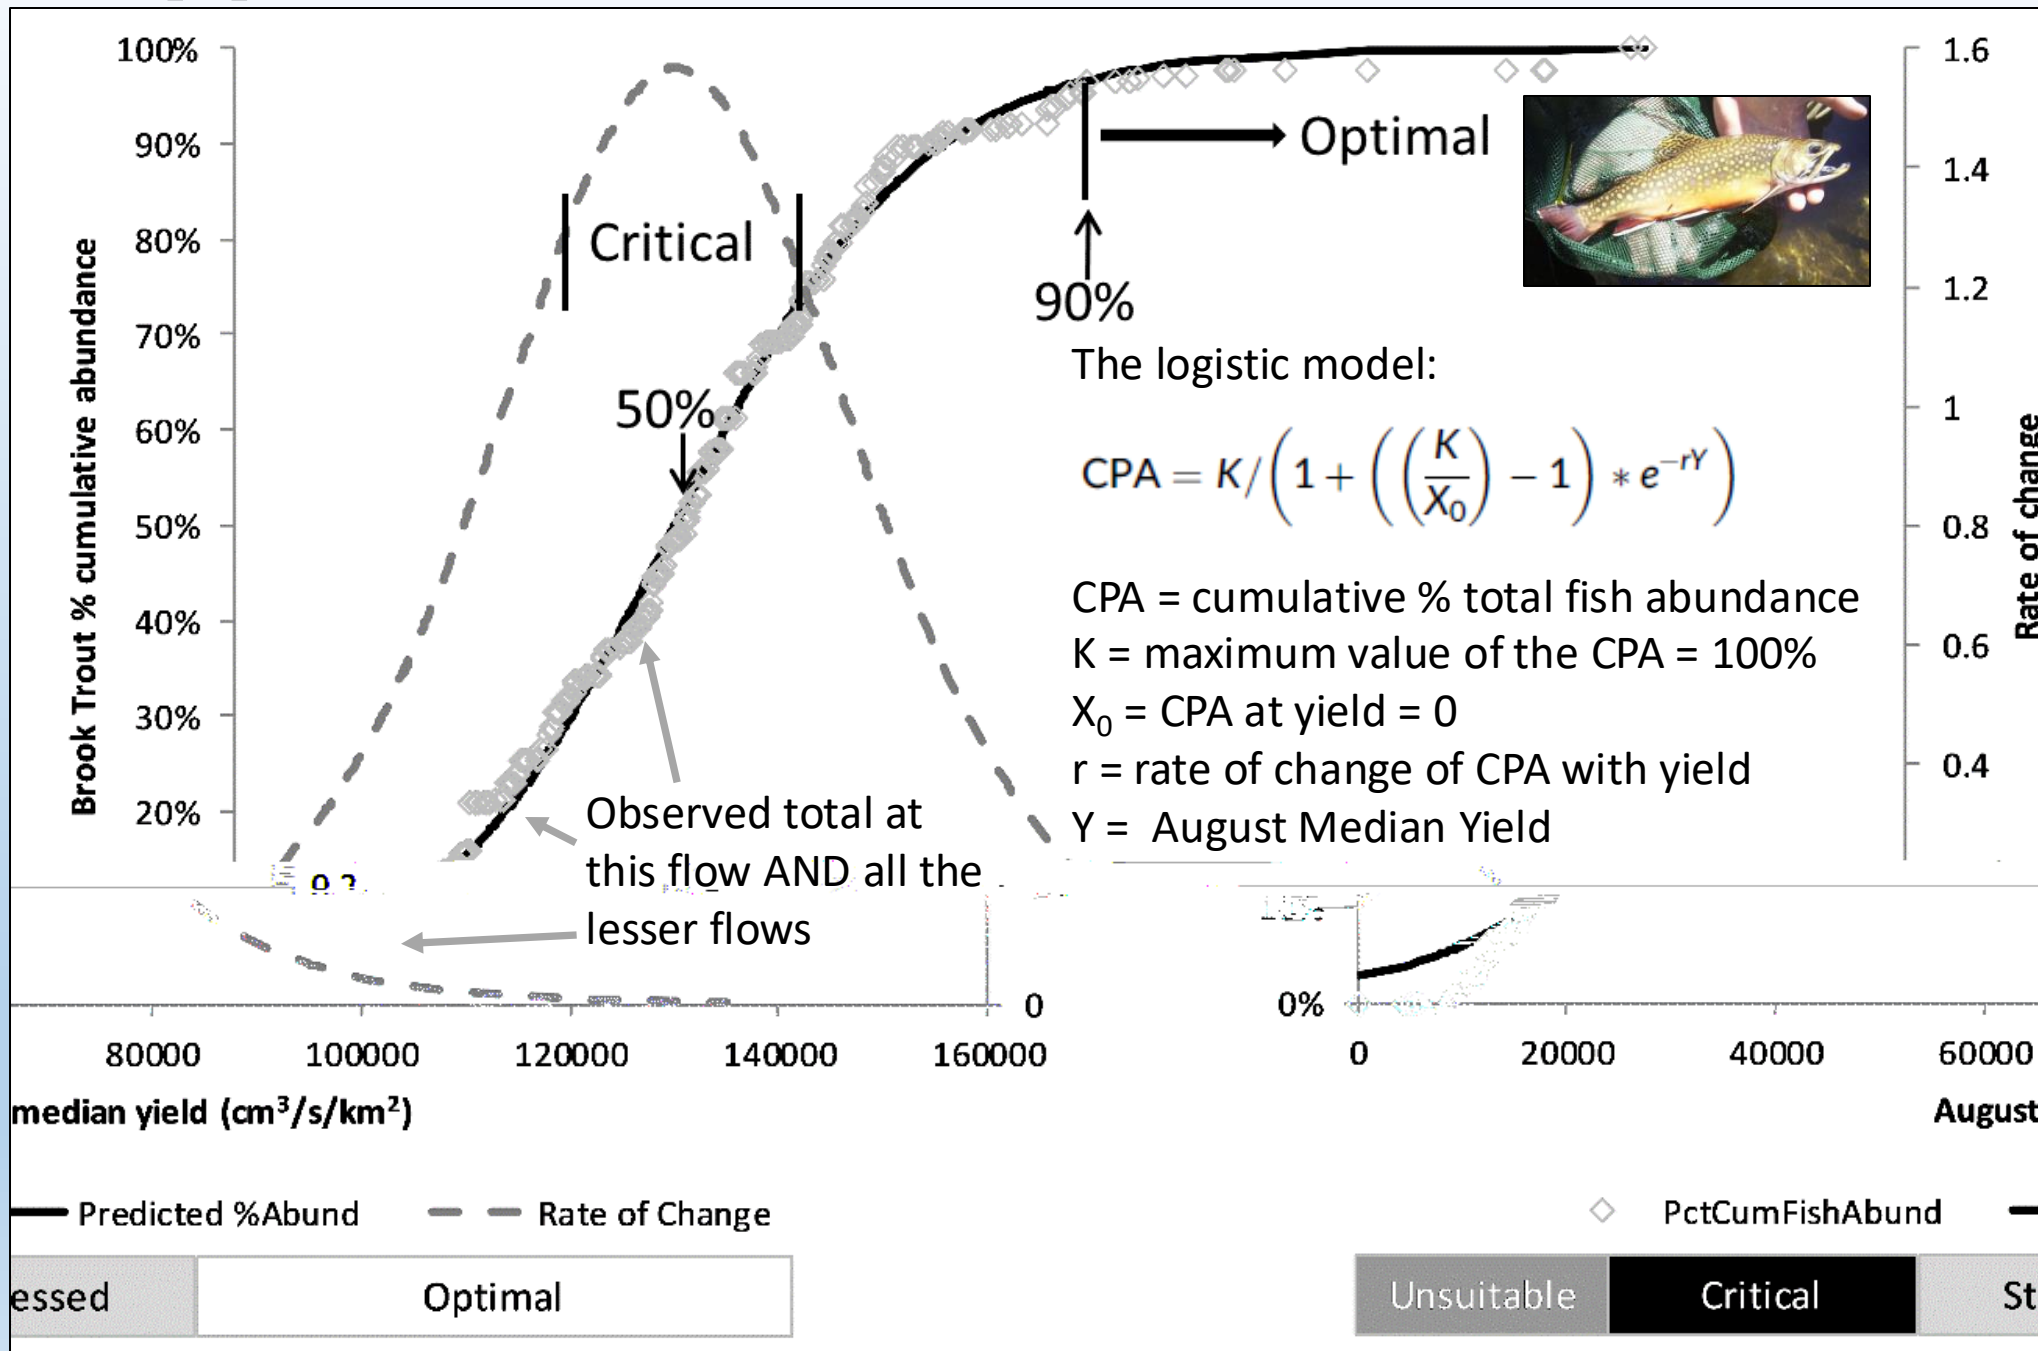 100%
90%
80%
70%
60%
50%
40%
30%
20%
Brook Trout % cumulative abundance
Critical
50%
Optimal
90%
The logistic model:
CPA = K/(1 + ((K/X₀) − 1) * e^−rY)
CPA = cumulative % total fish abundance
K = maximum value of the CPA = 100%
X₀ = CPA at yield = 0
r = rate of change of CPA with yield
Y = August Median Yield
Observed total at
this flow AND all the
lesser flows
1.6
1.4
1.2
1
0.8
0.6
0.4
Rate of change
0
0%
80000 100000 120000 140000 160000
0 20000 40000 60000
median yield (cm³/s/km²)
August
Predicted %Abund
Rate of Change
PctCumFishAbund
essed
Optimal
Unsuitable
Critical
St